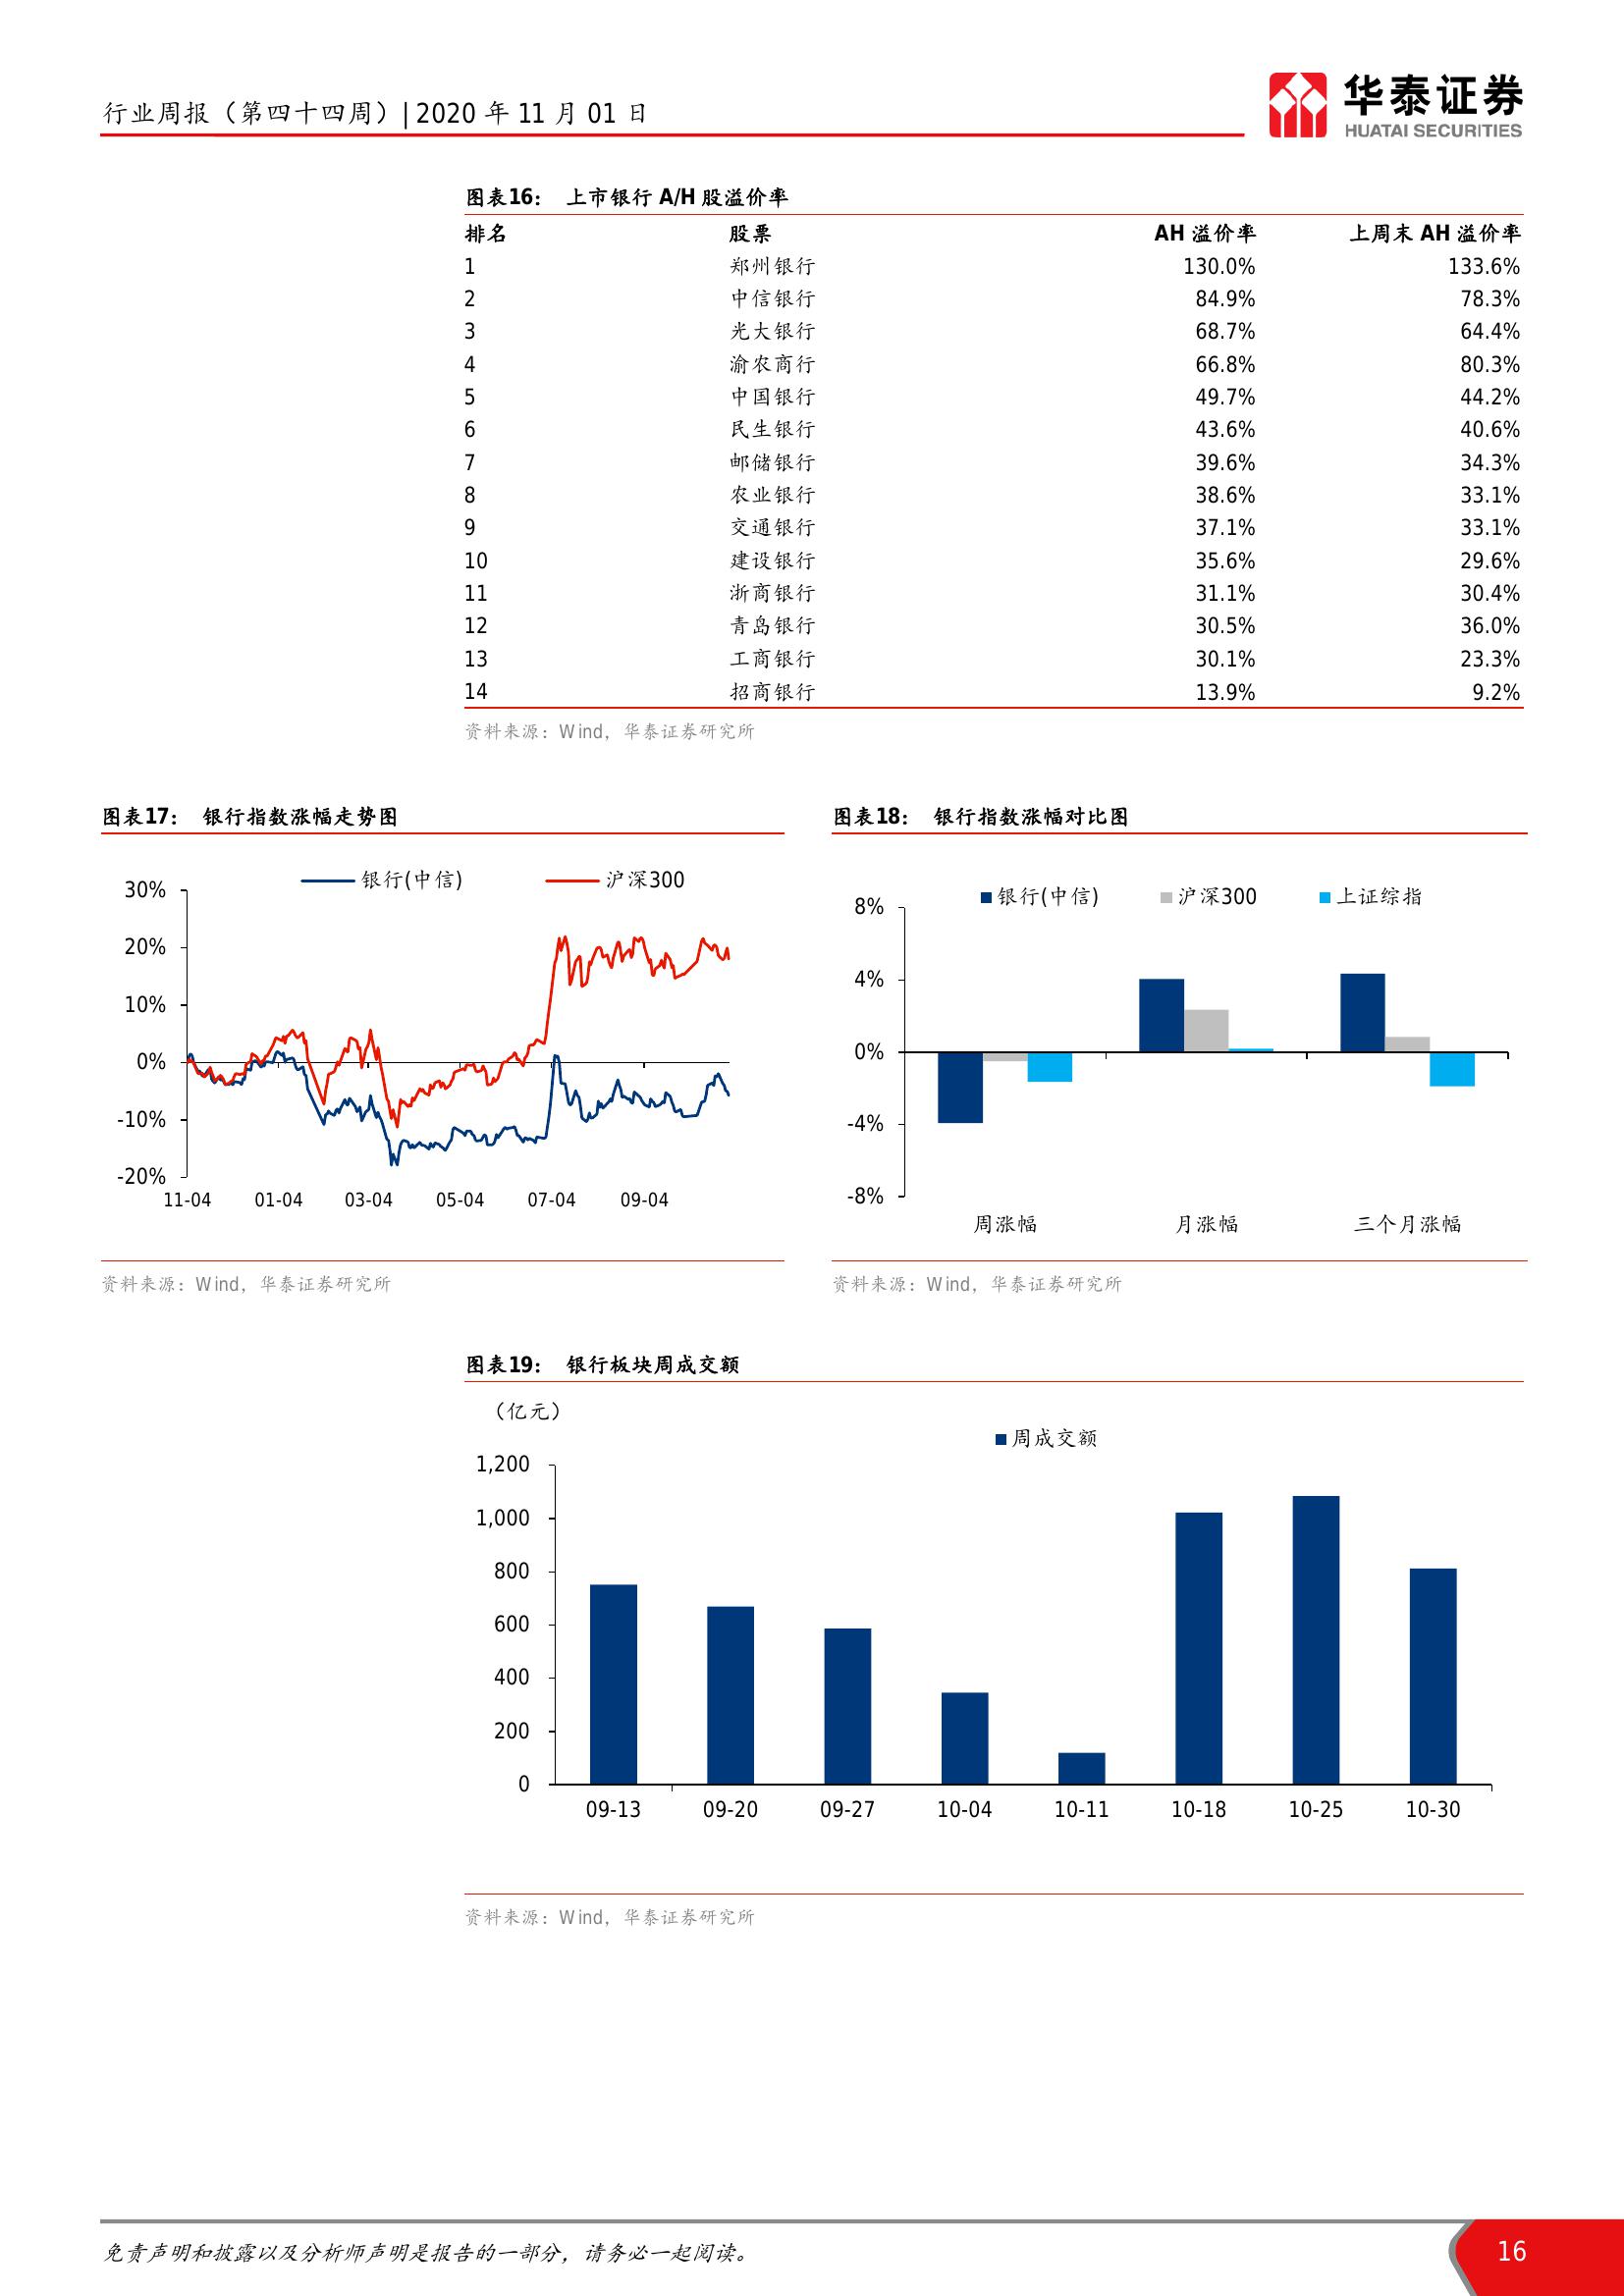 行业周报（第四十四周）| 2020 年 11 月 01 日
华泰证券
HUATAI SECURITIES
图表16： 上市银行 A/H 股溢价率
排名 股票 AH 溢价率 上周末 AH 溢价率
1 郑州银行 130.0% 133.6%
2 中信银行 84.9% 78.3%
3 光大银行 68.7% 64.4%
4 渝农商行 66.8% 80.3%
5 中国银行 49.7% 44.2%
6 民生银行 43.6% 40.6%
7 邮储银行 39.6% 34.3%
8 农业银行 38.6% 33.1%
9 交通银行 37.1% 33.1%
10 建设银行 35.6% 29.6%
11 浙商银行 31.1% 30.4%
12 青岛银行 30.5% 36.0%
13 工商银行 30.1% 23.3%
14 招商银行 13.9% 9.2%
资料来源：Wind，华泰证券研究所
图表17： 银行指数涨幅走势图
银行(中信) 沪深300
30%
20%
10%
0%
-10%
-20%
11-04 01-04 03-04 05-04 07-04 09-04
资料来源：Wind，华泰证券研究所
图表18： 银行指数涨幅对比图
银行(中信) 沪深300 上证综指
8%
4%
0%
-4%
-8%
周涨幅 月涨幅 三个月涨幅
资料来源：Wind，华泰证券研究所
图表19： 银行板块周成交额
（亿元）
周成交额
1,200
1,000
800
600
400
200
0
09-13 09-20 09-27 10-04 10-11 10-18 10-25 10-30
资料来源：Wind，华泰证券研究所
免责声明和披露以及分析师声明是报告的一部分，请务必一起阅读。
16